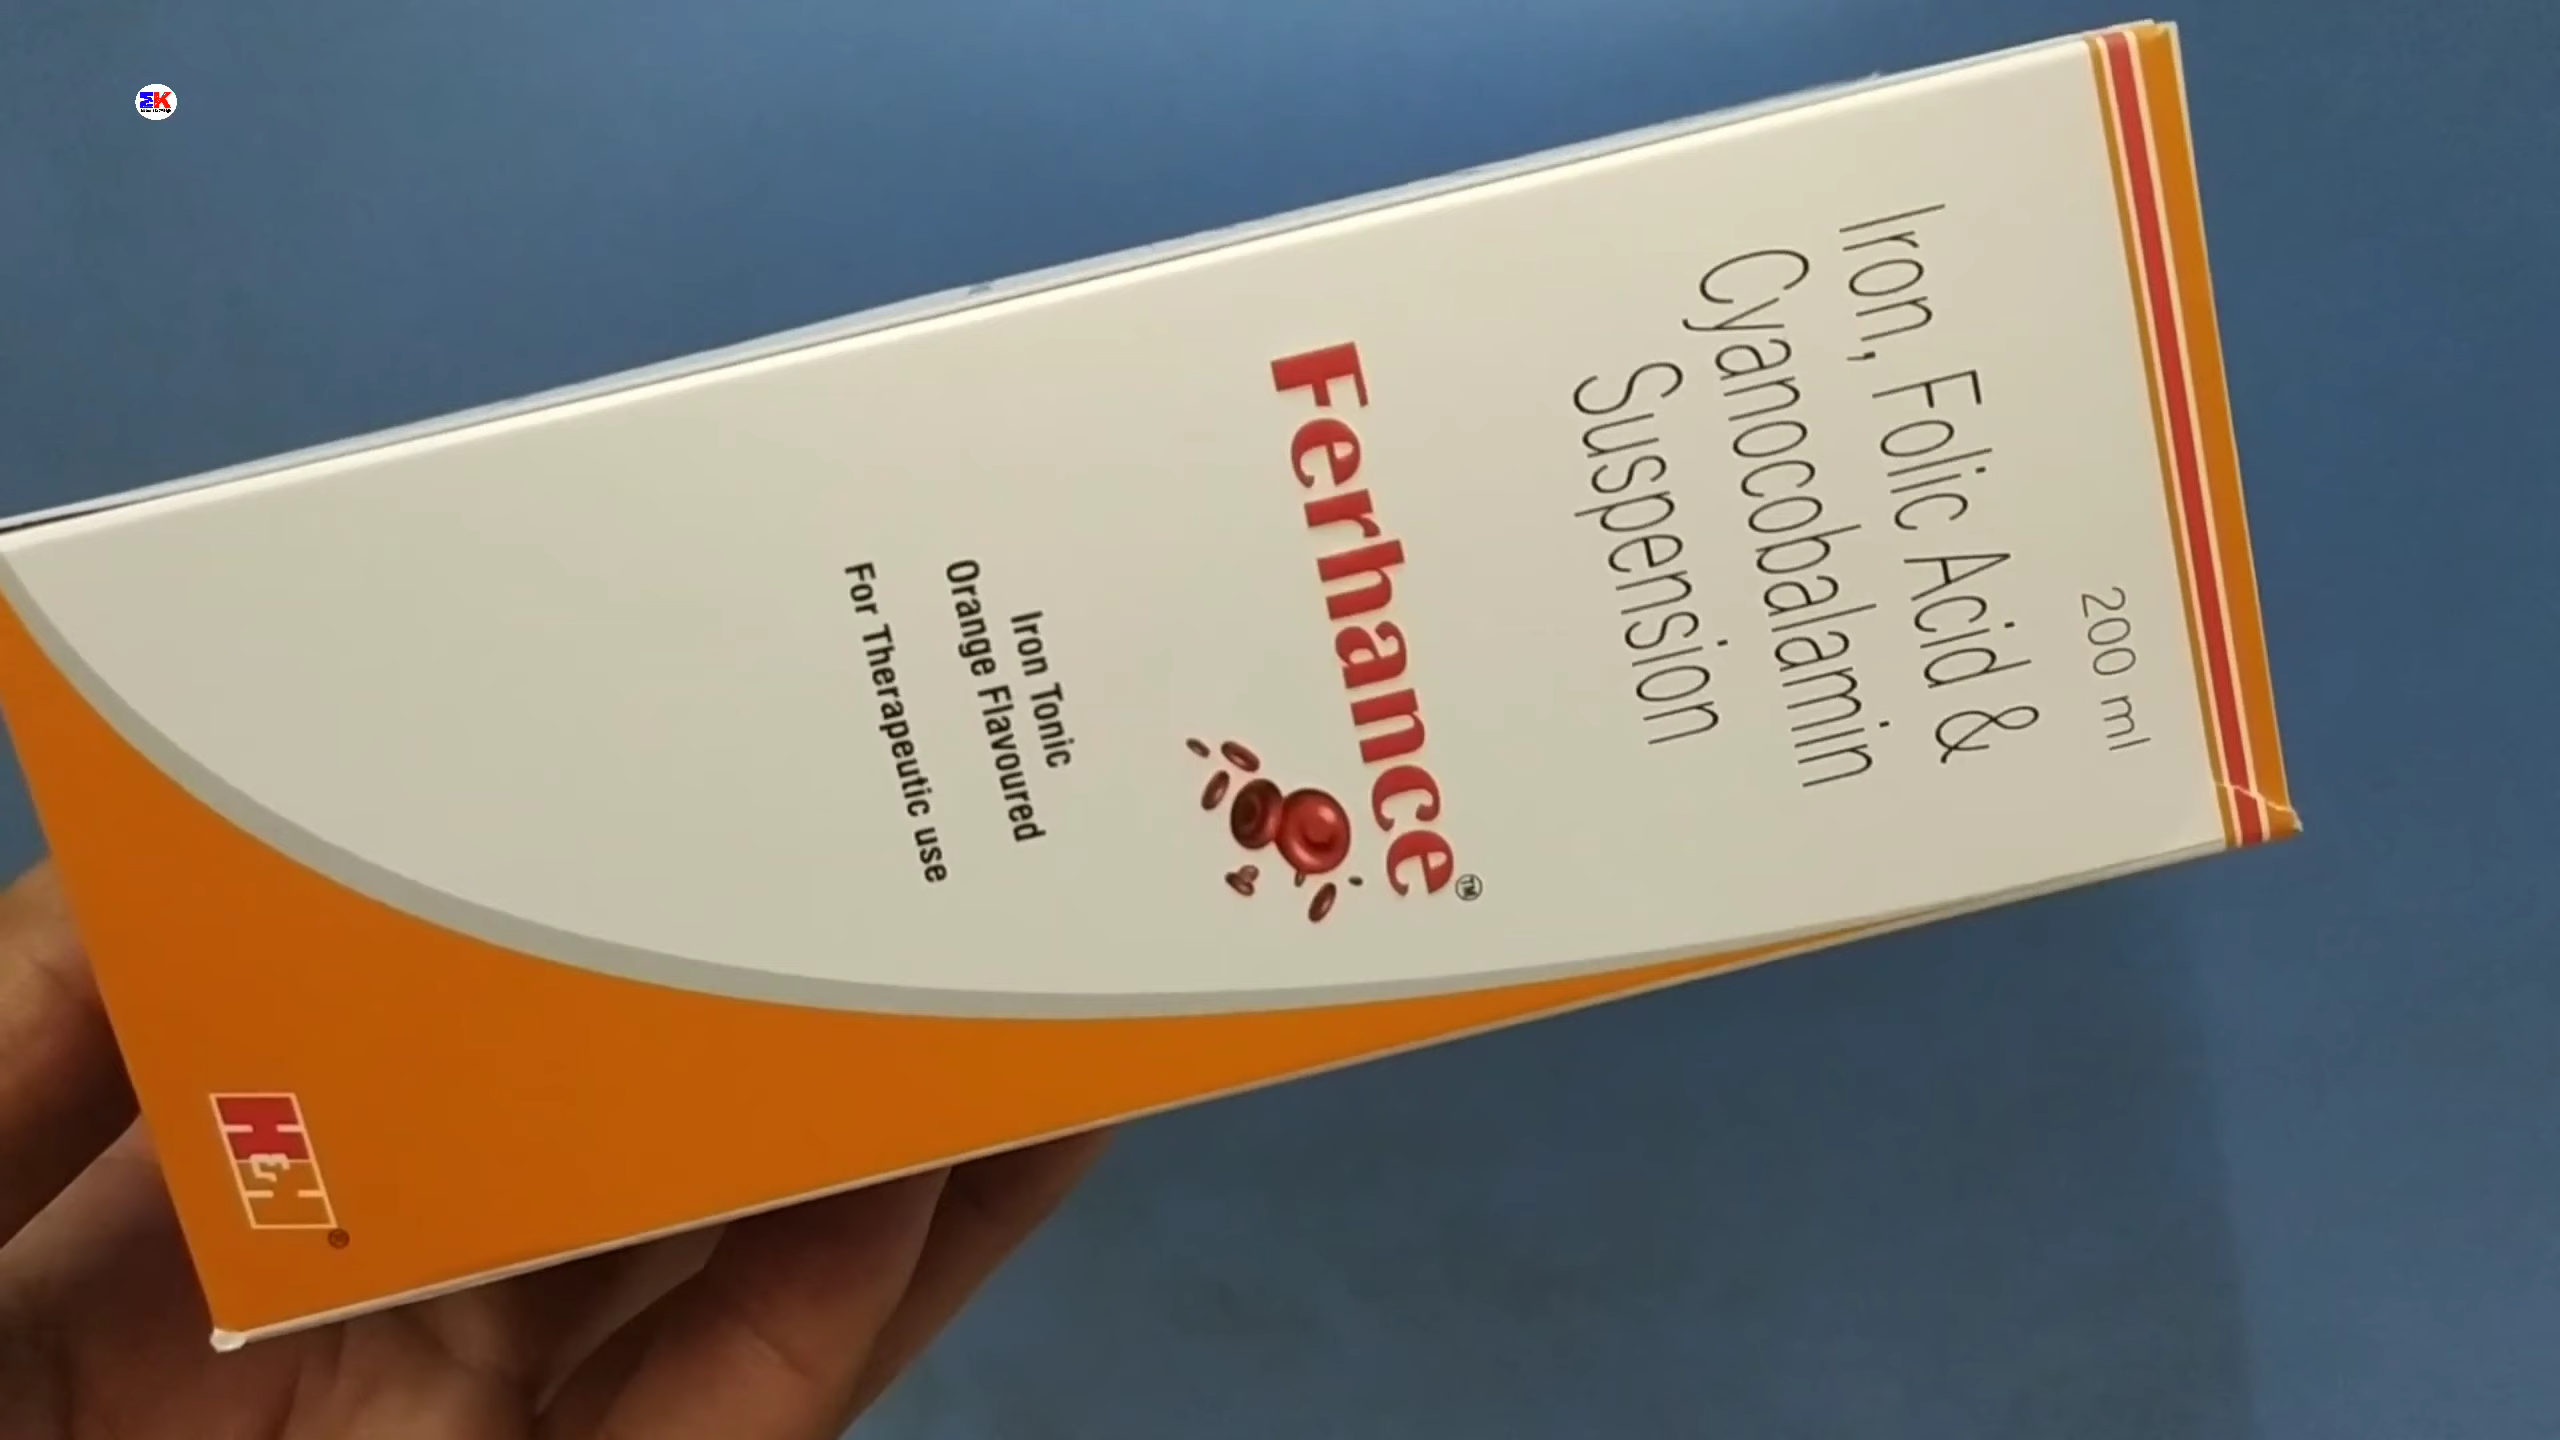 200 ml
Iron, Folic Acid &
Cyanocobalamin
Suspension
Ferhance™
Iron Tonic
Orange Flavoured
For Therapeutic use
H&H®